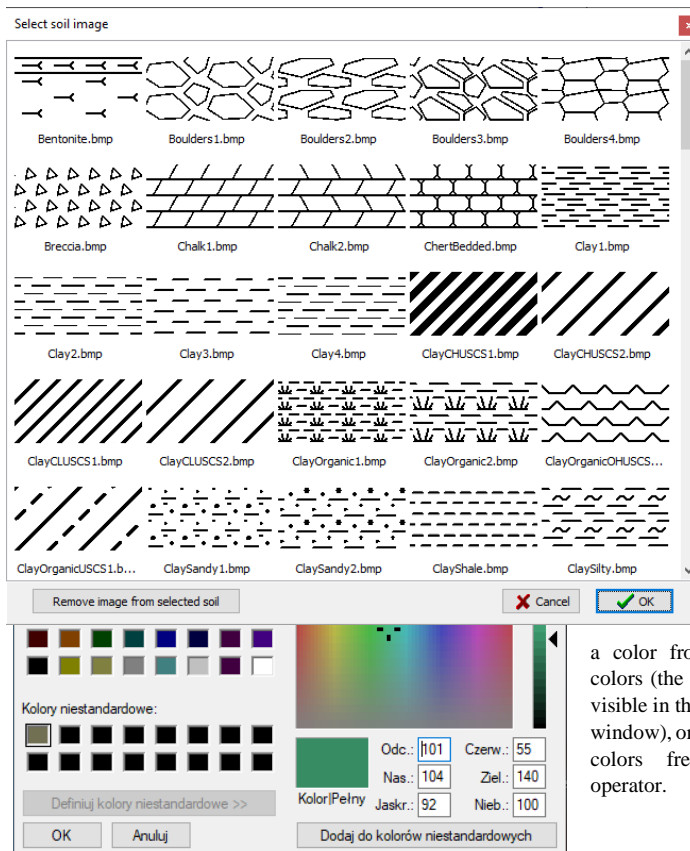 Select soil image
Bentonite.bmp Boulders1.bmp Boulders2.bmp Boulders3.bmp Boulders4.bmp
Breccia.bmp Chalk1.bmp Chalk2.bmp ChertBedded.bmp Clay1.bmp
Clay2.bmp Clay3.bmp Clay4.bmp ClayCHUSCS1.bmp ClayCHUSCS2.bmp
ClayCLUSCS1.bmp ClayCLUSCS2.bmp ClayOrganic1.bmp ClayOrganic2.bmp ClayOrganicOHUSCS...
ClayOrganicUSCS1.b... ClaySandy1.bmp ClaySandy2.bmp ClayShale.bmp ClaySilty.bmp
Remove image from selected soil Cancel OK
Kolory niestandardowe:
Definiuj kolory niestandardowe >>
OK Anuluj
Kolor|Pełny
Odc.: 101 Czerw.: 55
Nas.: 104 Ziel.: 140
Jaskr.: 92 Nieb.: 100
Dodaj do kolorów niestandardowych
a color fro
colors (the
visible in th
window), or
colors fre
operator.